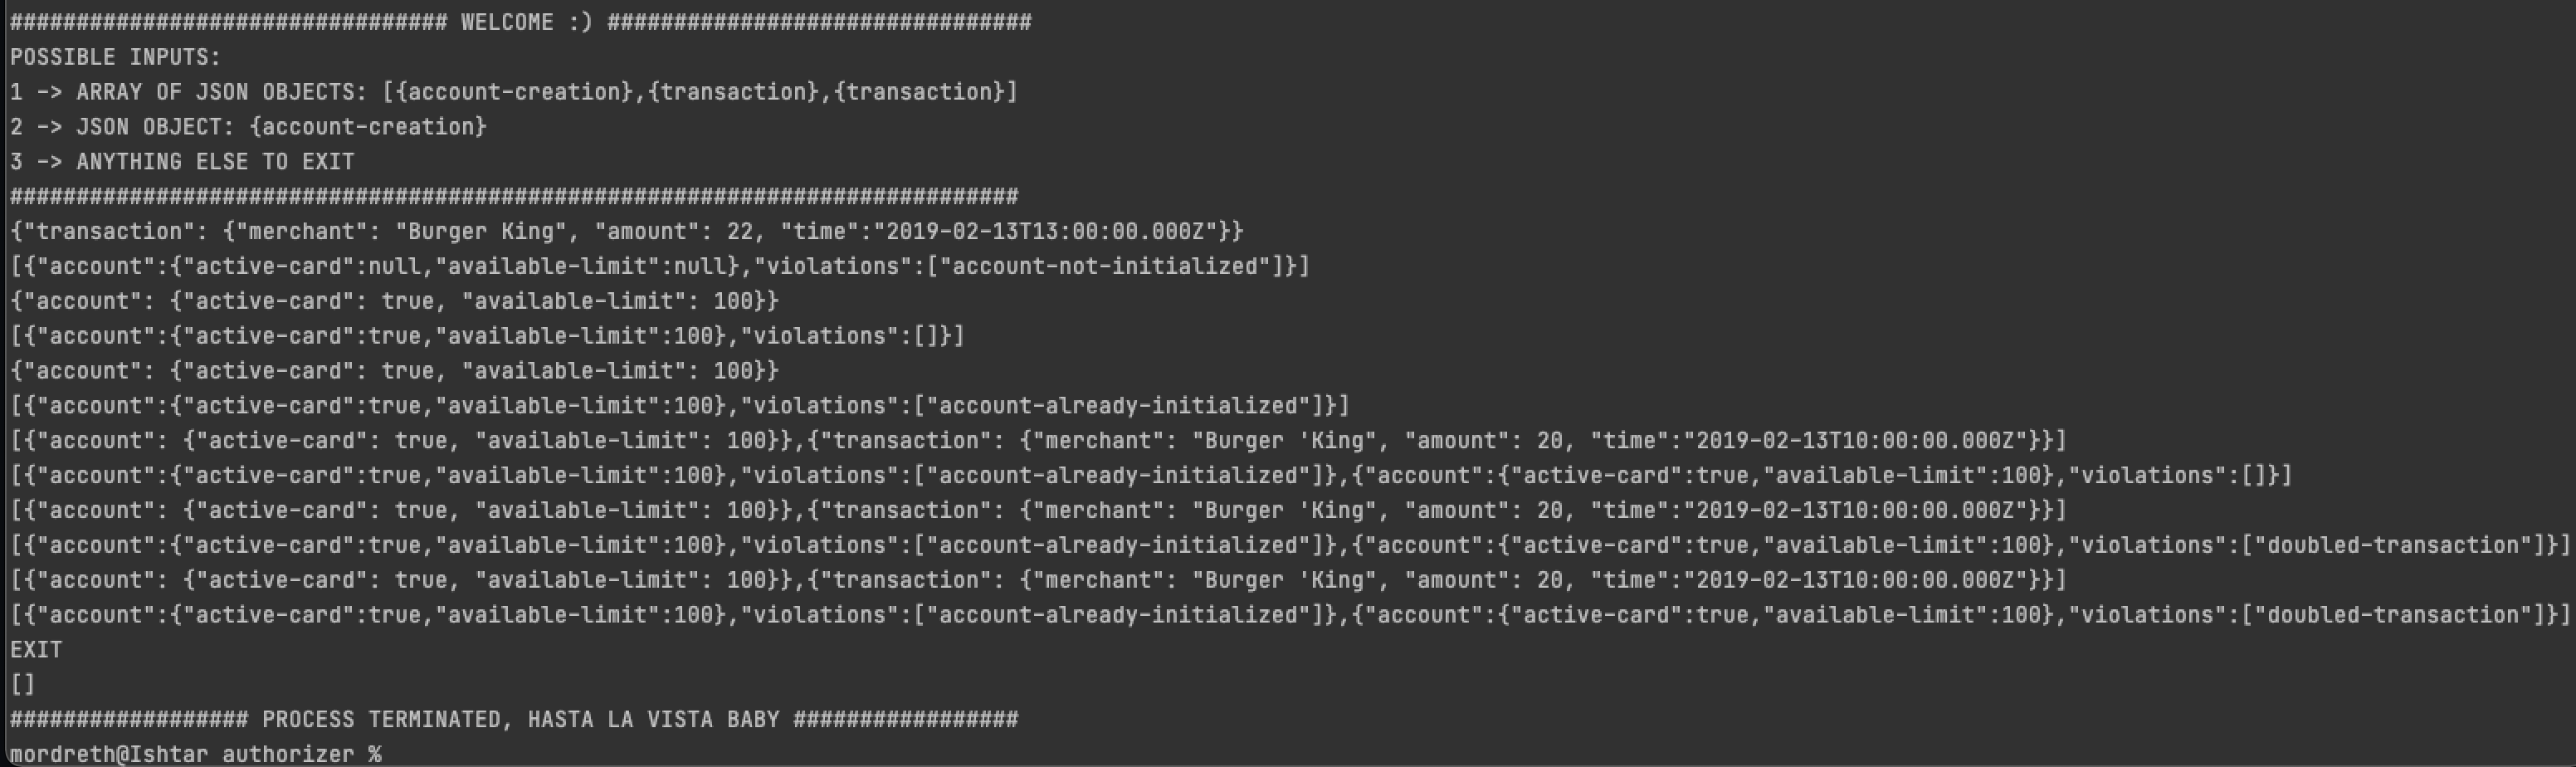 ################################# WELCOME :) ################################
POSSIBLE INPUTS:
1 -> ARRAY OF JSON OBJECTS: [{account-creation},{transaction},{transaction}]
2 -> JSON OBJECT: {account-creation}
3 -> ANYTHING ELSE TO EXIT
############################################################################
{"transaction": {"merchant": "Burger King", "amount": 22, "time":"2019-02-13T13:00:00.000Z"}}
[{"account":{"active-card":null,"available-limit":null},"violations":["account-not-initialized"]}]
{"account": {"active-card": true, "available-limit": 100}}
[{"account":{"active-card":true,"available-limit":100},"violations":[]}]
{"account": {"active-card": true, "available-limit": 100}}
[{"account":{"active-card":true,"available-limit":100},"violations":["account-already-initialized"]}]
[{"account": {"active-card": true, "available-limit": 100}},{"transaction": {"merchant": "Burger 'King", "amount": 20, "time":"2019-02-13T10:00:00.000Z"}}]
[{"account":{"active-card":true,"available-limit":100},"violations":["account-already-initialized"]},{"account":{"active-card":true,"available-limit":100},"violations":[]}]
[{"account": {"active-card": true, "available-limit": 100}},{"transaction": {"merchant": "Burger 'King", "amount": 20, "time":"2019-02-13T10:00:00.000Z"}}]
[{"account":{"active-card":true,"available-limit":100},"violations":["account-already-initialized"]},{"account":{"active-card":true,"available-limit":100},"violations":["doubled-transaction"]}]
[{"account": {"active-card": true, "available-limit": 100}},{"transaction": {"merchant": "Burger 'King", "amount": 20, "time":"2019-02-13T10:00:00.000Z"}}]
[{"account":{"active-card":true,"available-limit":100},"violations":["account-already-initialized"]},{"account":{"active-card":true,"available-limit":100},"violations":["doubled-transaction"]}]
EXIT
[]
################## PROCESS TERMINATED, HASTA LA VISTA BABY #################
mordreth@Ishtar authorizer %